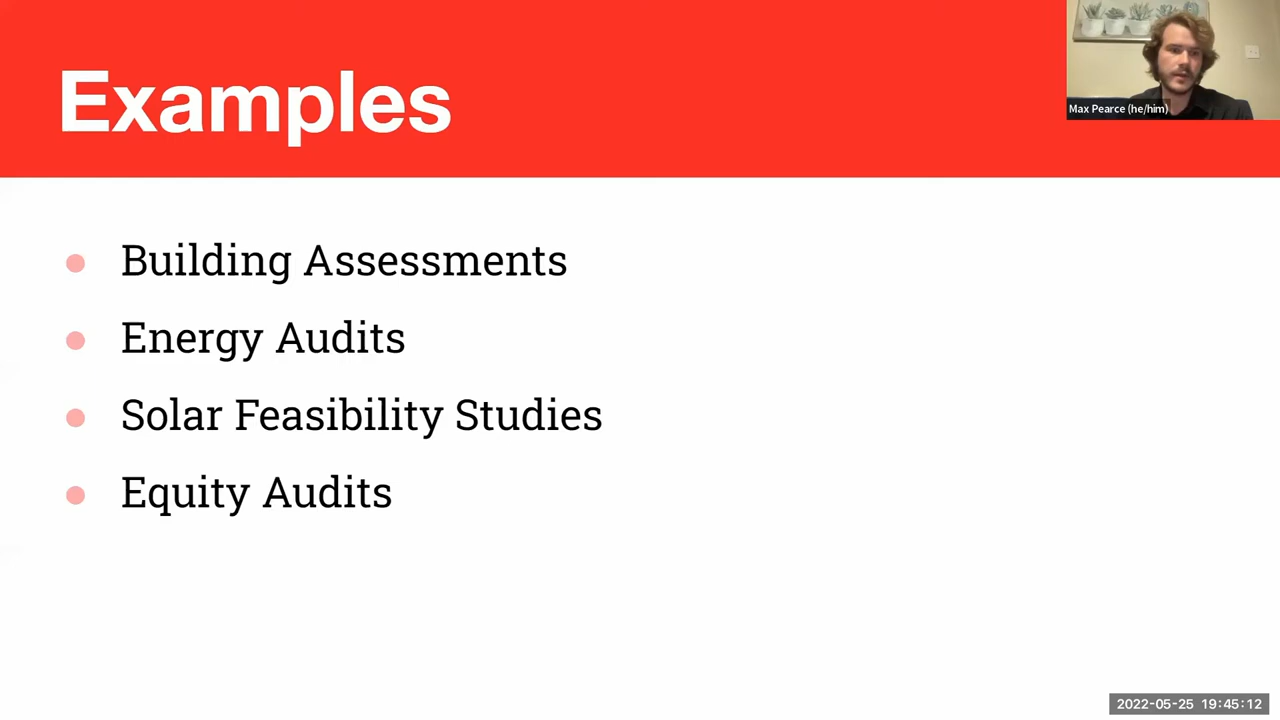 Examples
Max Pearce (he/him)
Building Assessments
Energy Audits
Solar Feasibility Studies
Equity Audits
2022-05-25 19:45:12